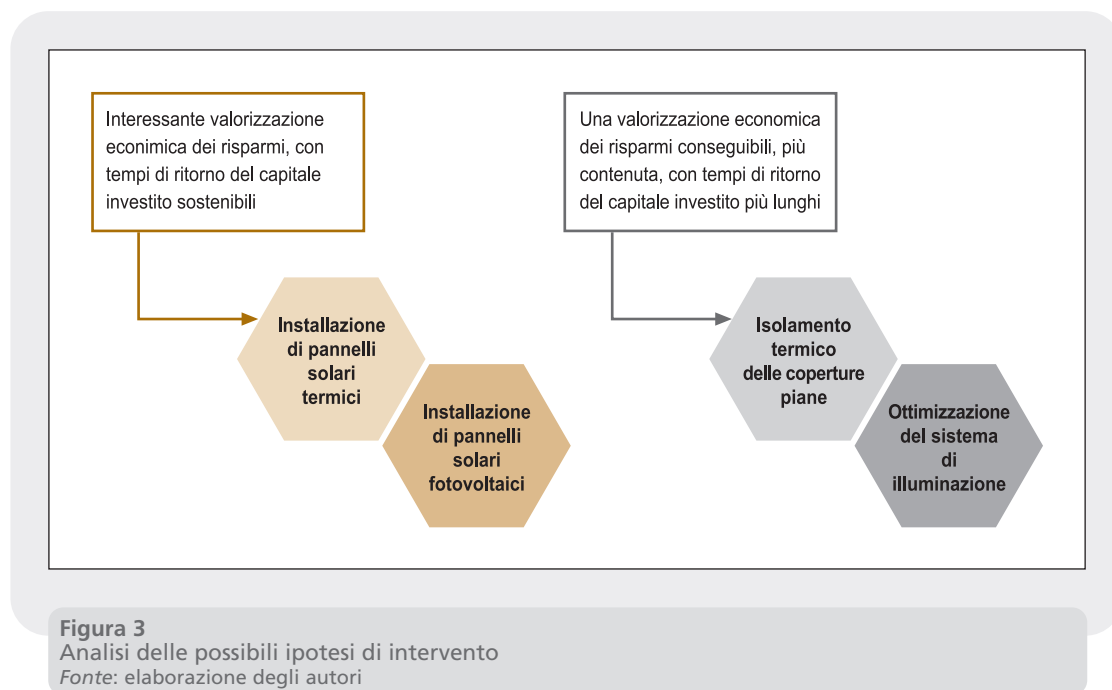 Interessante valorizzazione
econimica dei risparmi, con
tempi di ritorno del capitale
investito sostenibili
Una valorizzazione economica
dei risparmi conseguibili, più
contenuta, con tempi di ritorno
del capitale investito più lunghi
Installazione
di pannelli
solari
termici
Installazione
di pannelli
solari
fotovoltaici
Isolamento
termico
delle coperture
piane
Ottimizzazione
del sistema
di
illuminazione
Figura 3
Analisi delle possibili ipotesi di intervento
Fonte: elaborazione degli autori